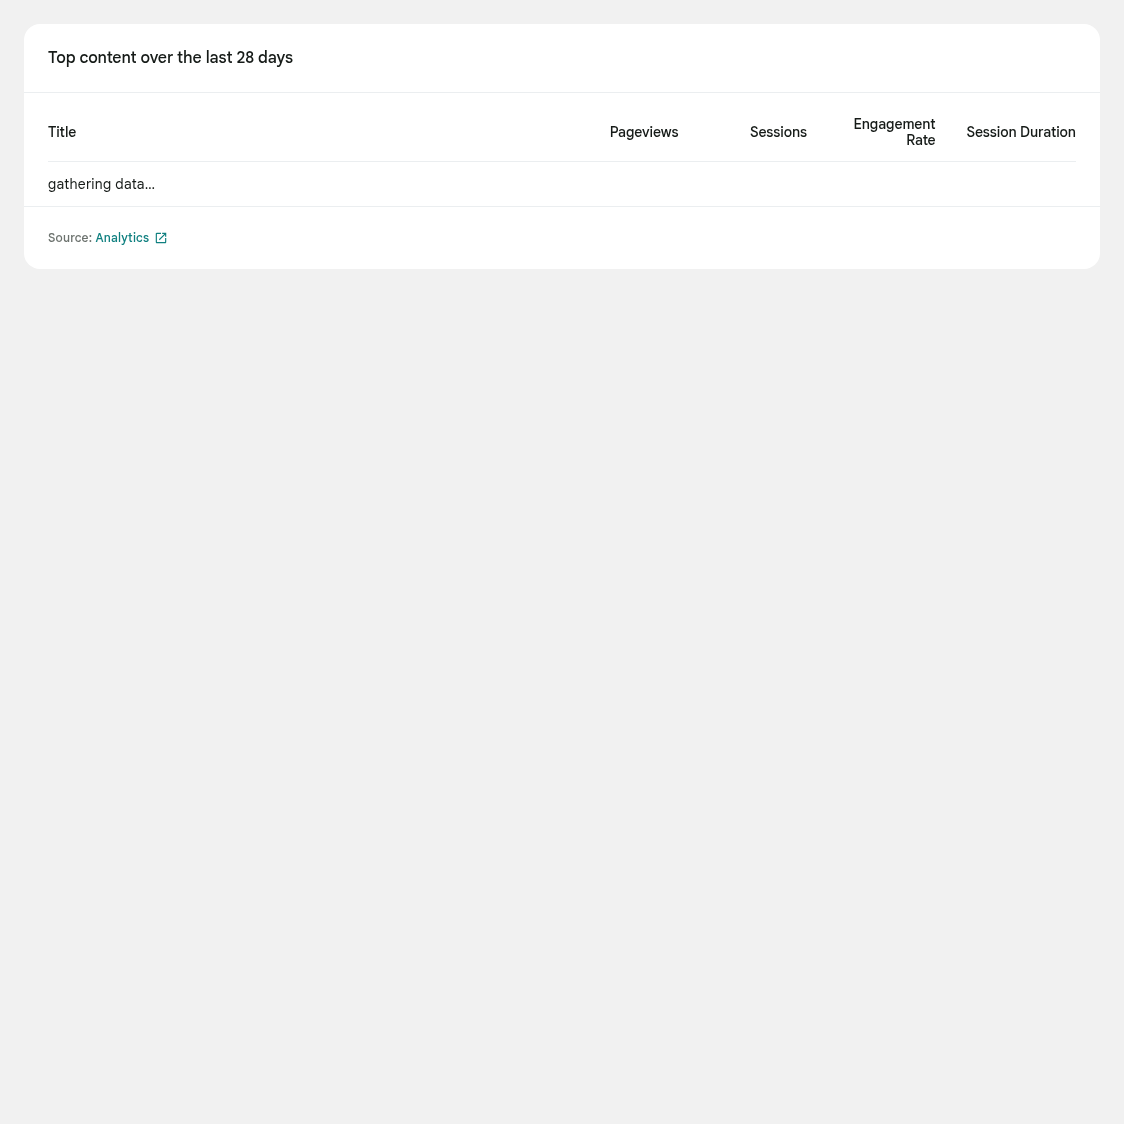 Top content over the last 28 days
Title Pageviews Sessions Engagement Rate Session Duration
gathering data...
Source: Analytics